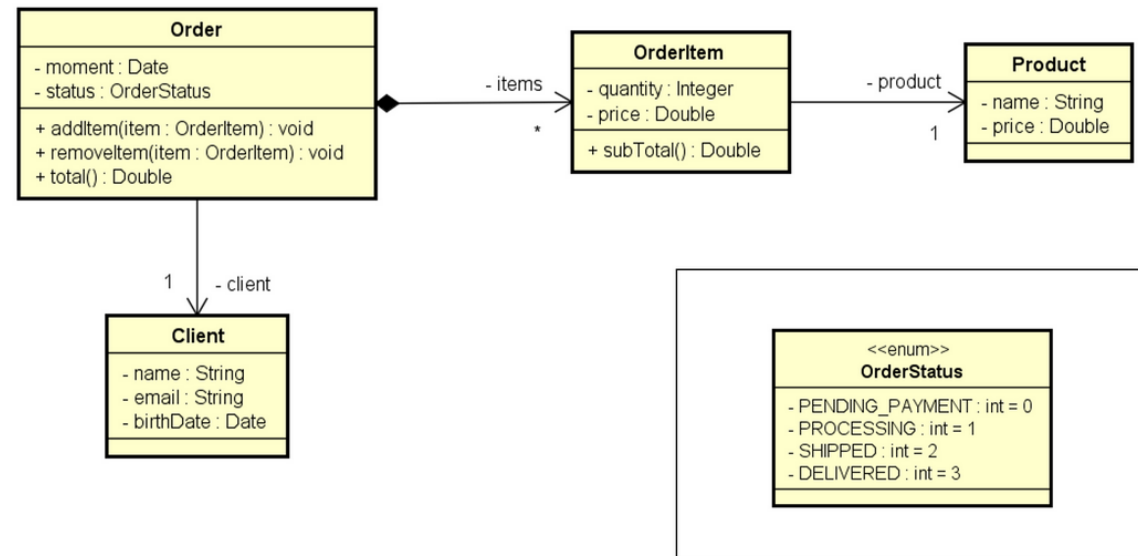 Order
- moment : Date
- status : OrderStatus
+ addItem(item : OrderItem) : void
+ removeItem(item : OrderItem) : void
+ total() : Double
- items
*
OrderItem
- quantity : Integer
- price : Double
+ subTotal() : Double
- product
1
Product
- name : String
- price : Double
1
- client
Client
- name : String
- email : String
- birthDate : Date
<<enum>>
OrderStatus
- PENDING_PAYMENT : int = 0
- PROCESSING : int = 1
- SHIPPED : int = 2
- DELIVERED : int = 3